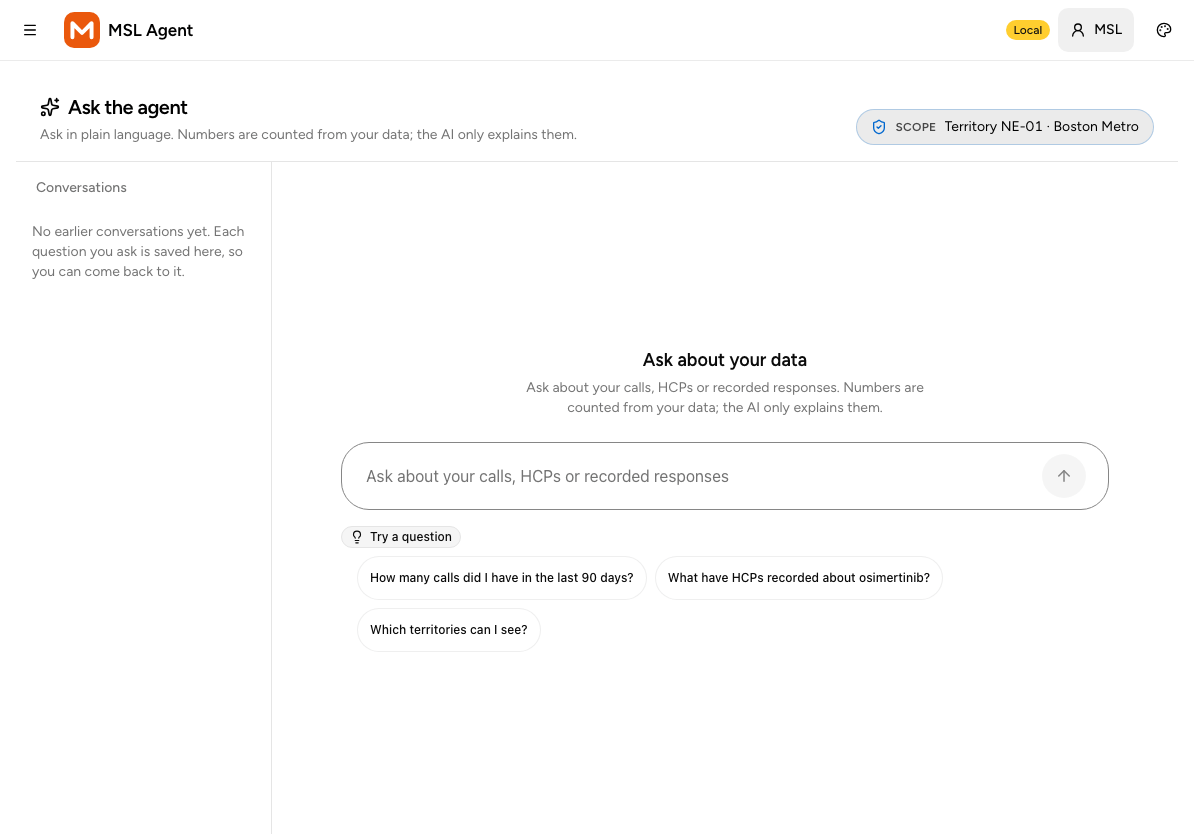 MSL Agent
Local
MSL
Ask the agent
Ask in plain language. Numbers are counted from your data; the AI only explains them.
SCOPE Territory NE-01 · Boston Metro
Conversations
No earlier conversations yet. Each
question you ask is saved here, so
you can come back to it.
Ask about your data
Ask about your calls, HCPs or recorded responses. Numbers are
counted from your data; the AI only explains them.
Ask about your calls, HCPs or recorded responses
Try a question
How many calls did I have in the last 90 days?
What have HCPs recorded about osimertinib?
Which territories can I see?